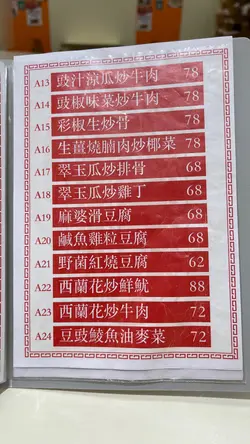 A13 豉汁涼瓜炒牛肉 78
A14 豉椒味菜炒牛肉 78
A15 彩椒生炒骨 78
A16 生薑燒腩肉炒椰菜 78
A17 翠玉瓜炒排骨 68
A18 翠玉瓜炒雞丁 68
A19 麻婆滑豆腐 68
A20 鹹魚雞粒豆腐 68
A21 野菌紅燒豆腐 62
A22 西蘭花炒鮮魷 88
A23 西蘭花炒牛肉 72
A24 豆豉鯪魚油麥菜 72